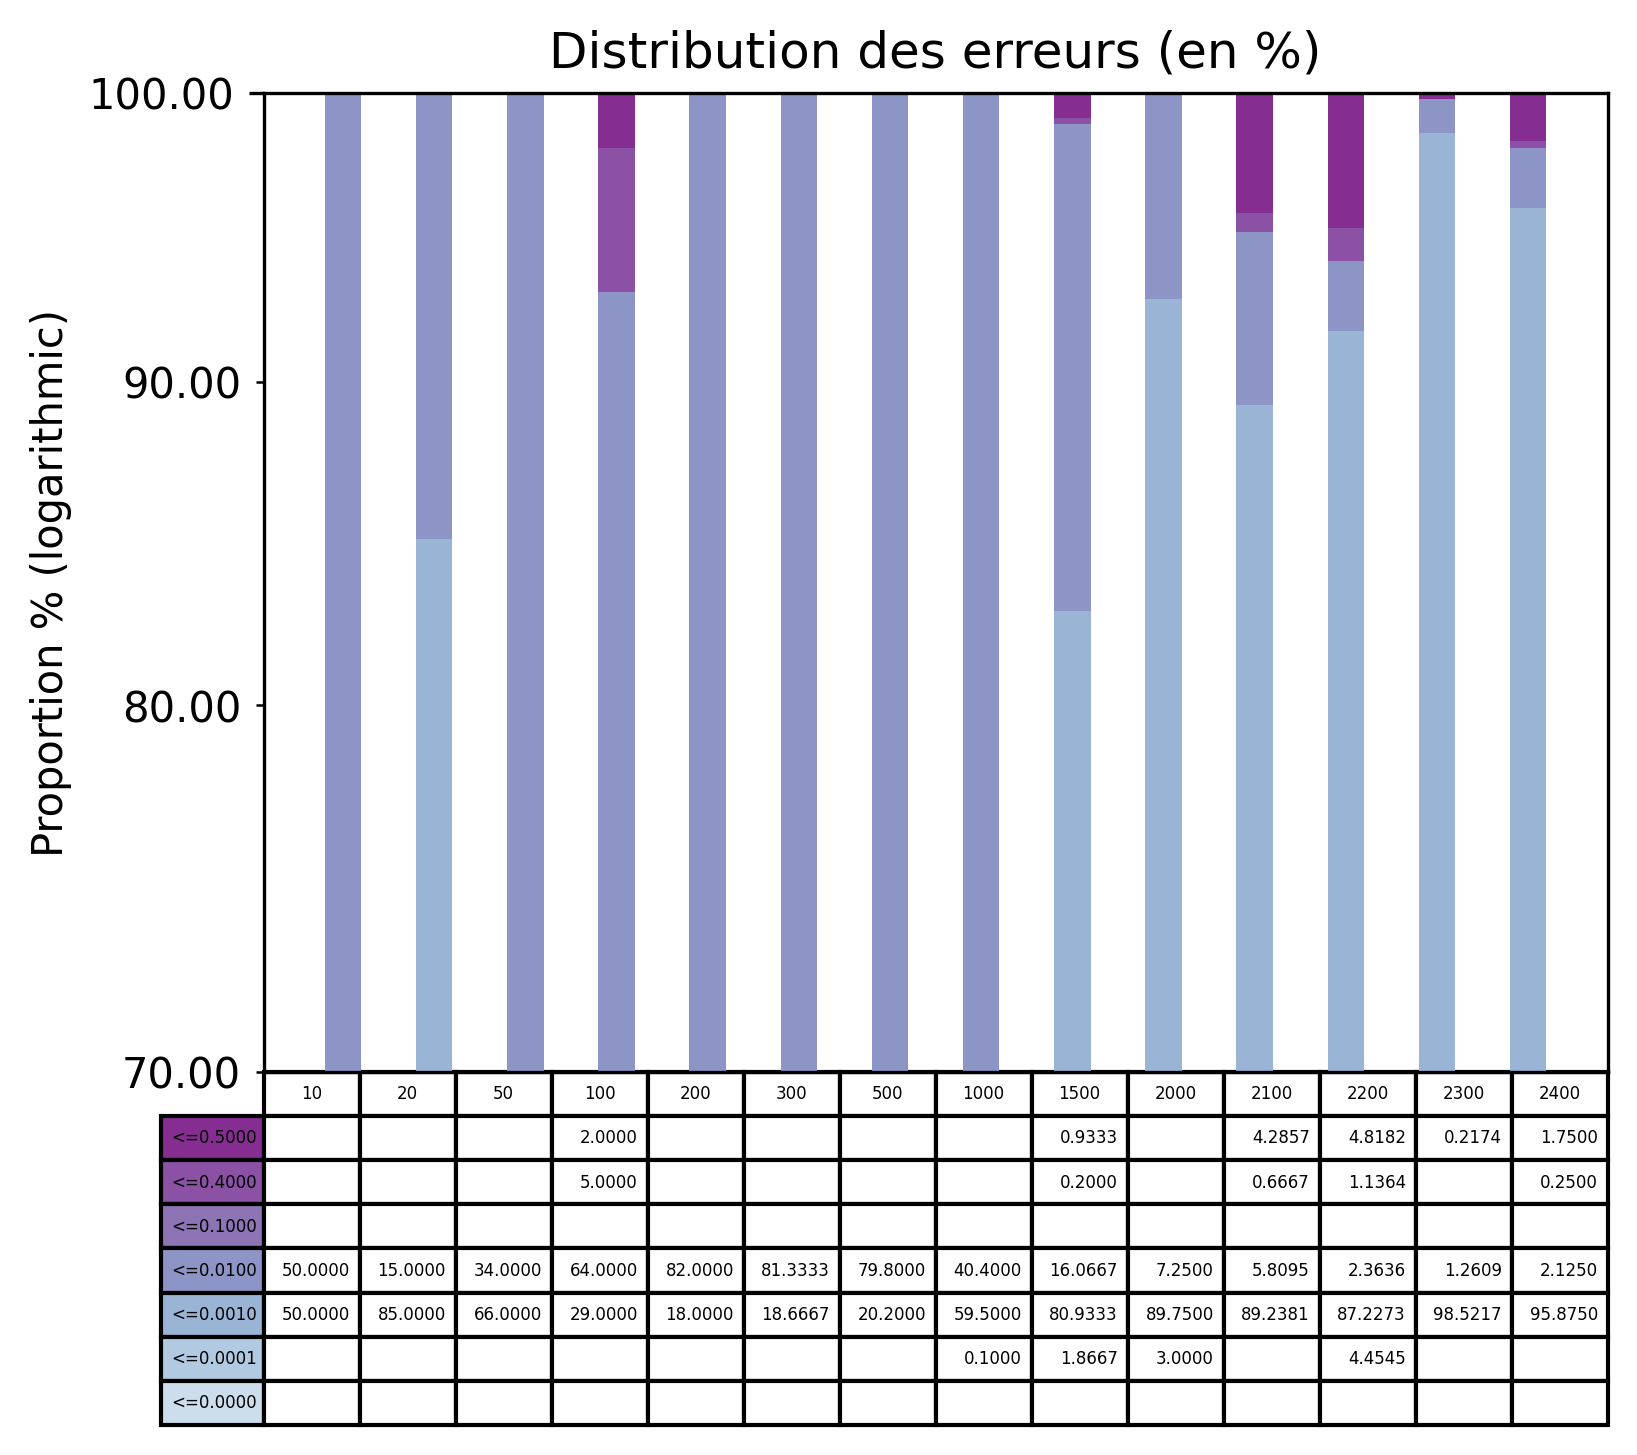 Distribution des erreurs (en %)
100.00
90.00
80.00
70.00
Proportion % (logarithmic)
10 20 50 100 200 300 500 1000 1500 2000 2100 2200 2300 2400
<=0.5000 2.0000 0.9333 4.2857 4.8182 0.2174 1.7500
<=0.4000 5.0000 0.2000 0.6667 1.1364 0.2500
<=0.1000
<=0.0100 50.0000 15.0000 34.0000 64.0000 82.0000 81.3333 79.8000 40.4000 16.0667 7.2500 5.8095 2.3636 1.2609 2.1250
<=0.0010 50.0000 85.0000 66.0000 29.0000 18.0000 18.6667 20.2000 59.5000 80.9333 89.7500 89.2381 87.2273 98.5217 95.8750
<=0.0001 0.1000 1.8667 3.0000 4.4545
<=0.0000